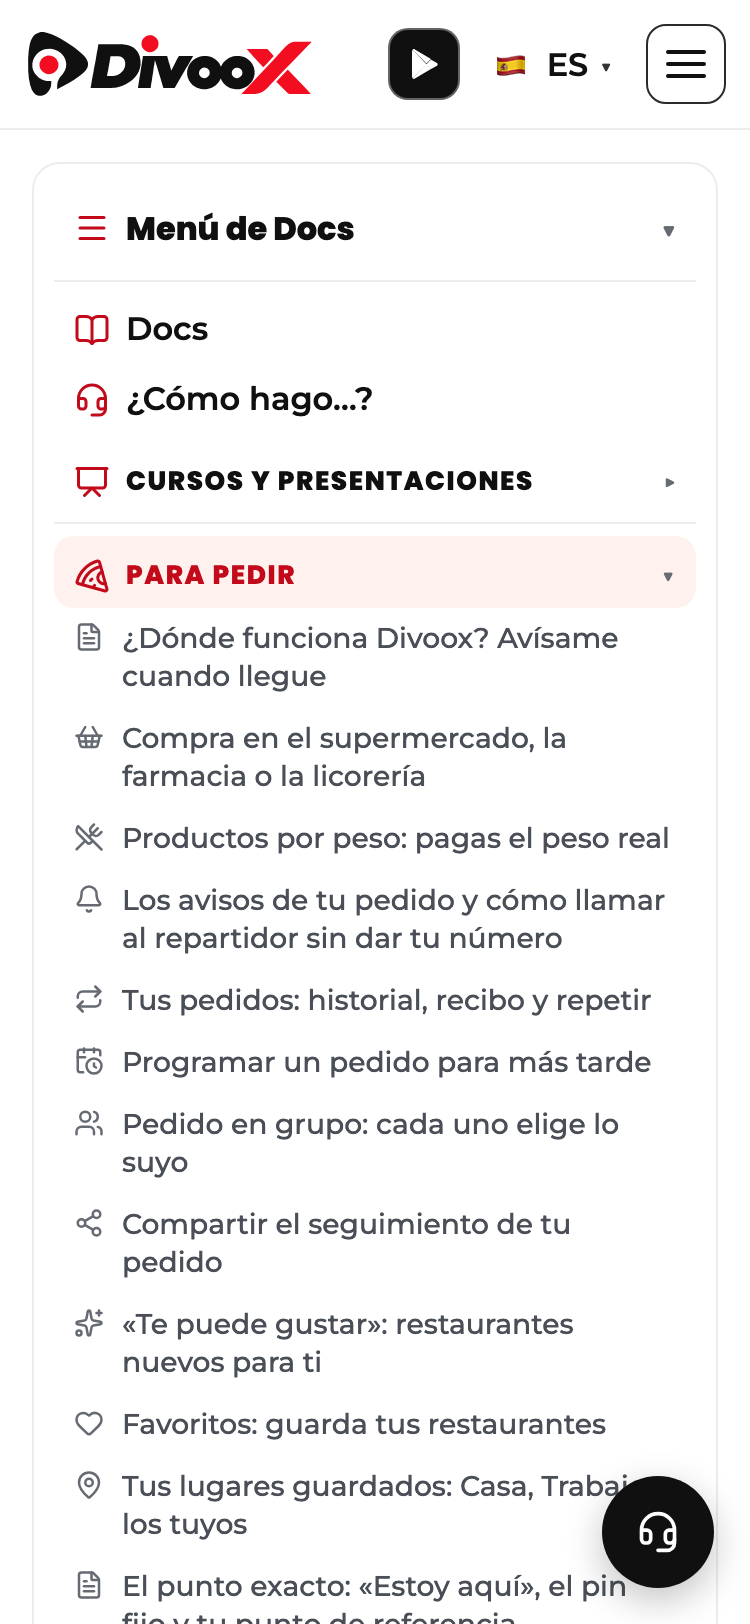 DivooX
ES
Menú de Docs
Docs
¿Cómo hago...?
CURSOS Y PRESENTACIONES
PARA PEDIR
¿Dónde funciona Divoox? Avísame
cuando llegue
Compra en el supermercado, la
farmacia o la licorería
Productos por peso: pagas el peso real
Los avisos de tu pedido y cómo llamar
al repartidor sin dar tu número
Tus pedidos: historial, recibo y repetir
Programar un pedido para más tarde
Pedido en grupo: cada uno elige lo
suyo
Compartir el seguimiento de tu
pedido
«Te puede gustar»: restaurantes
nuevos para ti
Favoritos: guarda tus restaurantes
Tus lugares guardados: Casa,
los tuyos
El punto exacto: «Estoy aquí», el pin
fijo y tu punto de referencia